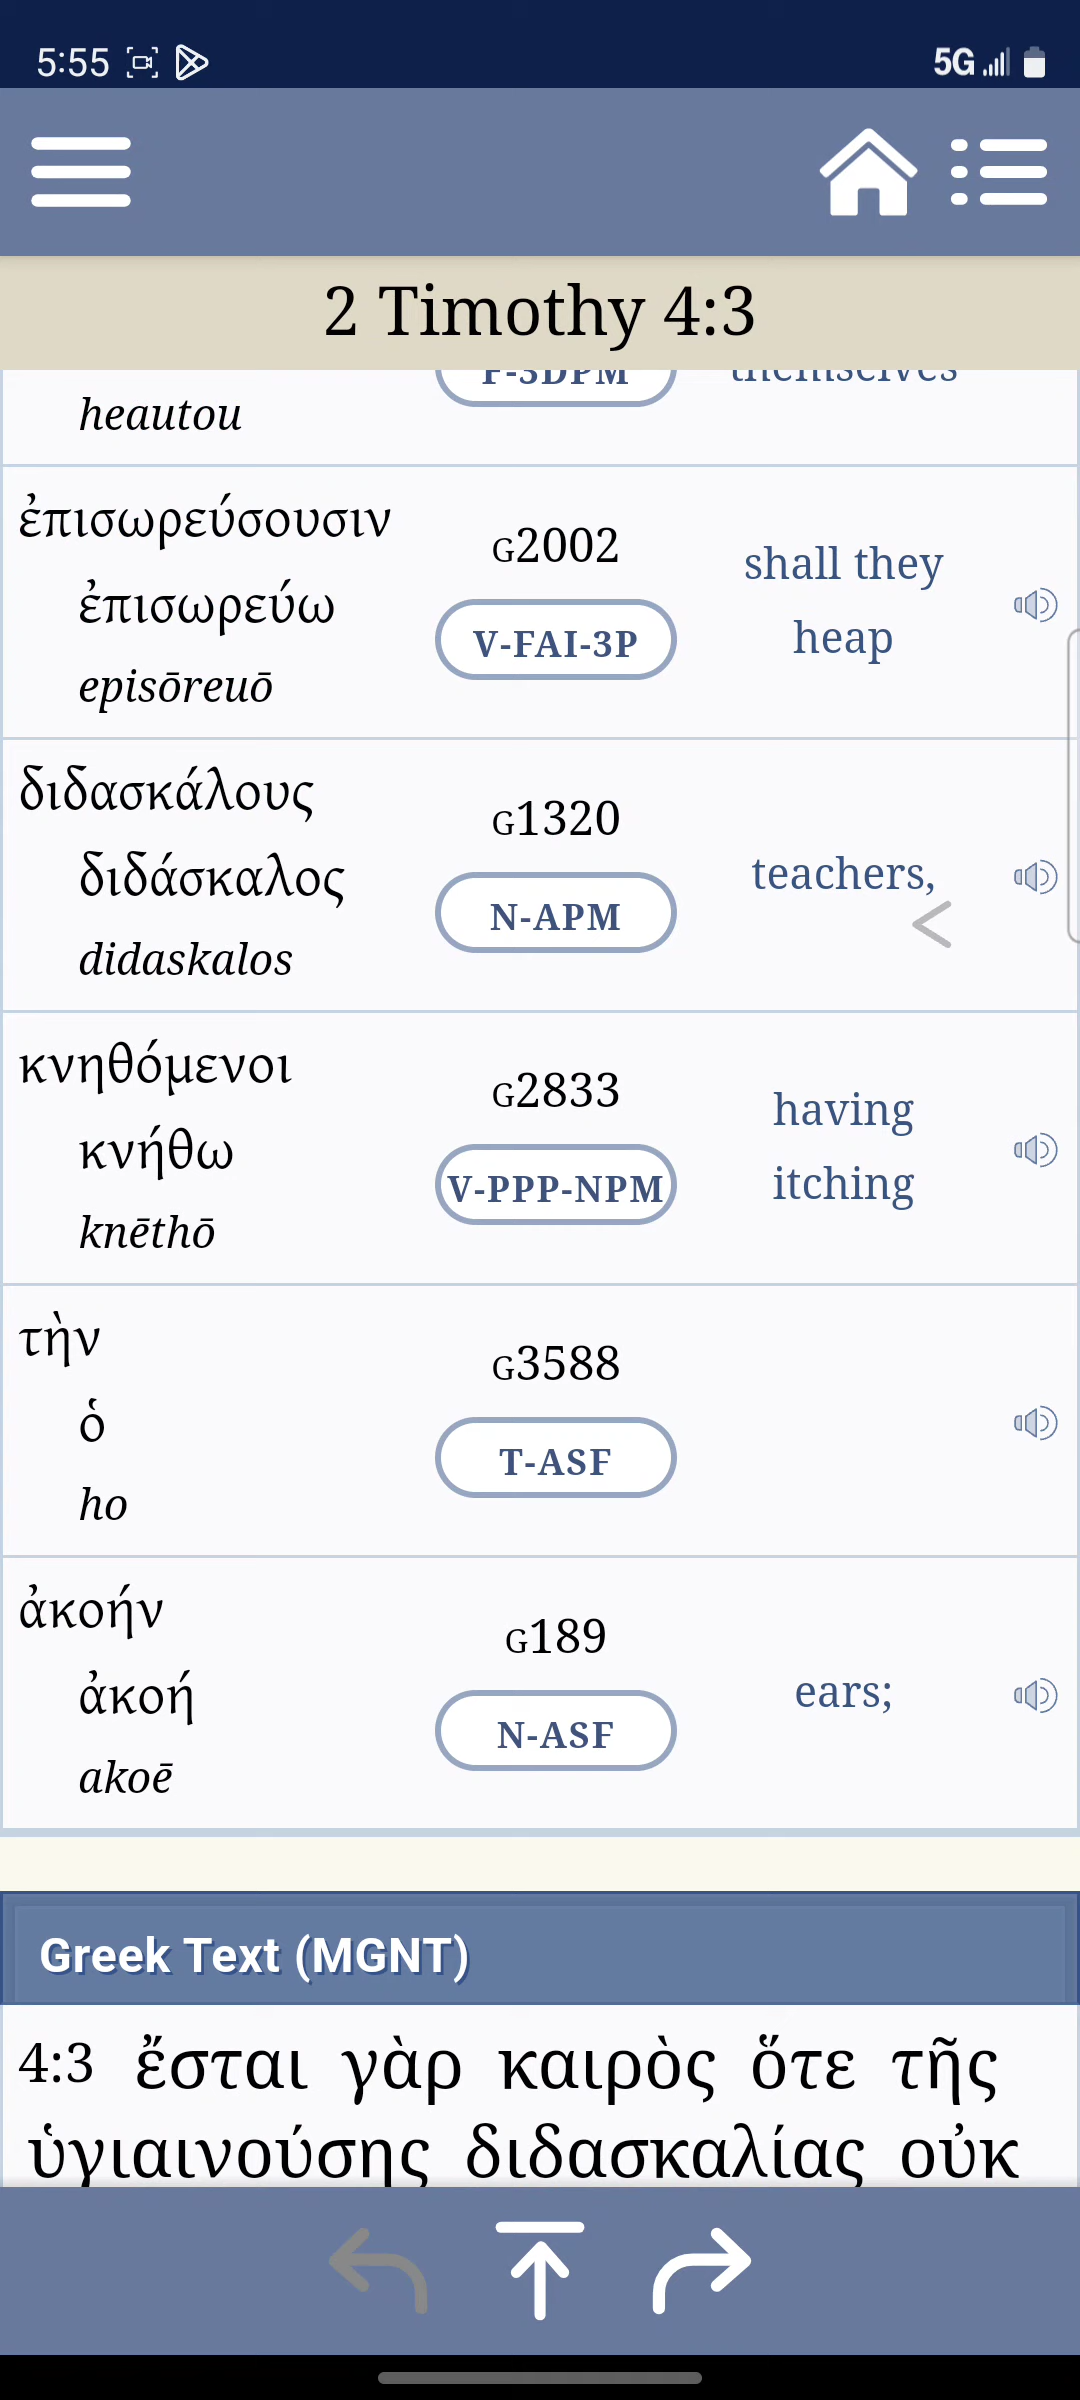 5:55 5G
2 Timothy 4:3
F-3DPM themselves
heautou
ἐπισωρεύσουσιν
ἐπισωρεύω
episōreuō
G2002
V-FAI-3P
shall they
heap
διδασκάλους
διδάσκαλος
didaskalos
G1320
N-APM
teachers,
κνηθόμενοι
κνήθω
knēthō
G2833
V-PPP-NPM
having
itching
τὴν
ὁ
ho
G3588
T-ASF
ἀκοήν
ἀκοή
akoē
G189
N-ASF
ears;
Greek Text (MGNT)
4:3 ἔσται γὰρ καιρὸς ὅτε τῆς
ὑγιαινούσης διδασκαλίας οὐκ